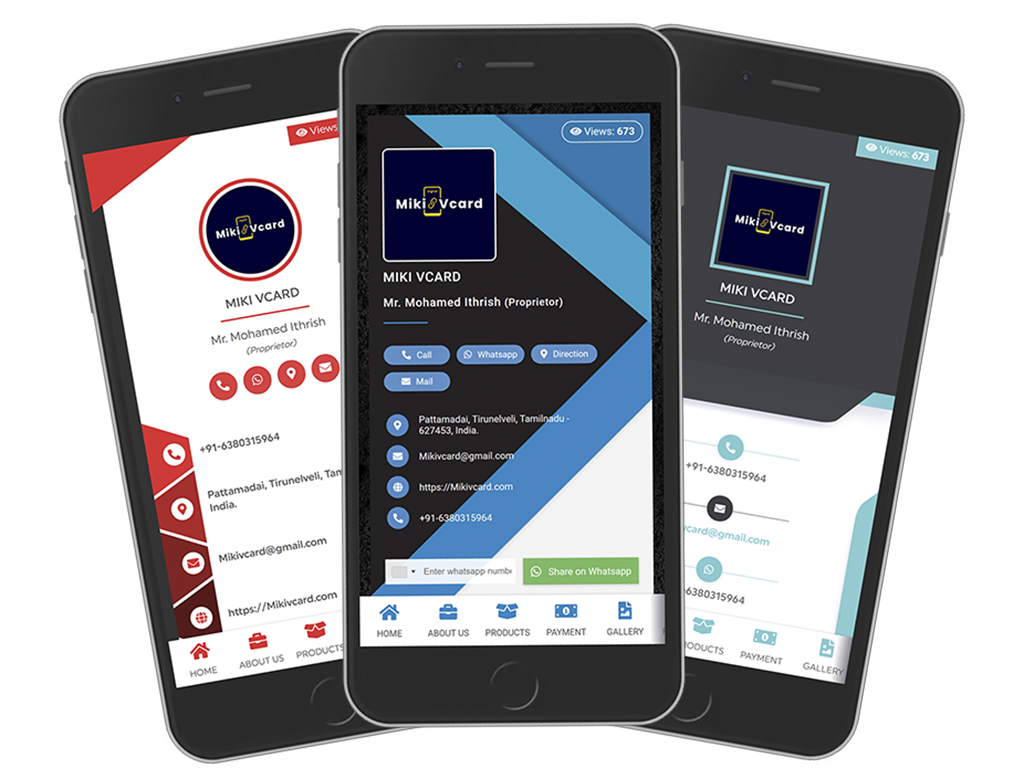 Views:
Miki Vcard
MIKI VCARD
Mr. Mohamed Ithrish
(Proprietor)
+91-6380315964
Pattamadai, Tirunelveli, Tam
India.
Mikivcard@gmail.com
https://Mikivcard.com
HOME
ABOUT US
PRODUCTS
Views: 673
Miki Vcard
MIKI VCARD
Mr. Mohamed Ithrish (Proprietor)
Call
Whatsapp
Direction
Mail
Pattamadai, Tirunelveli, Tamilnadu -
627453, India.
Mikivcard@gmail.com
https://Mikivcard.com
+91-6380315964
Enter whatsapp numbe
Share on Whatsapp
HOME
ABOUT US
PRODUCTS
PAYMENT
GALLERY
Views: 673
Miki Vcard
MIKI VCARD
Mr. Mohamed Ithrish
(Proprietor)
+91-6380315964
vcard@gmail.com
6380315964
RODUCTS
PAYMENT
GALLERY